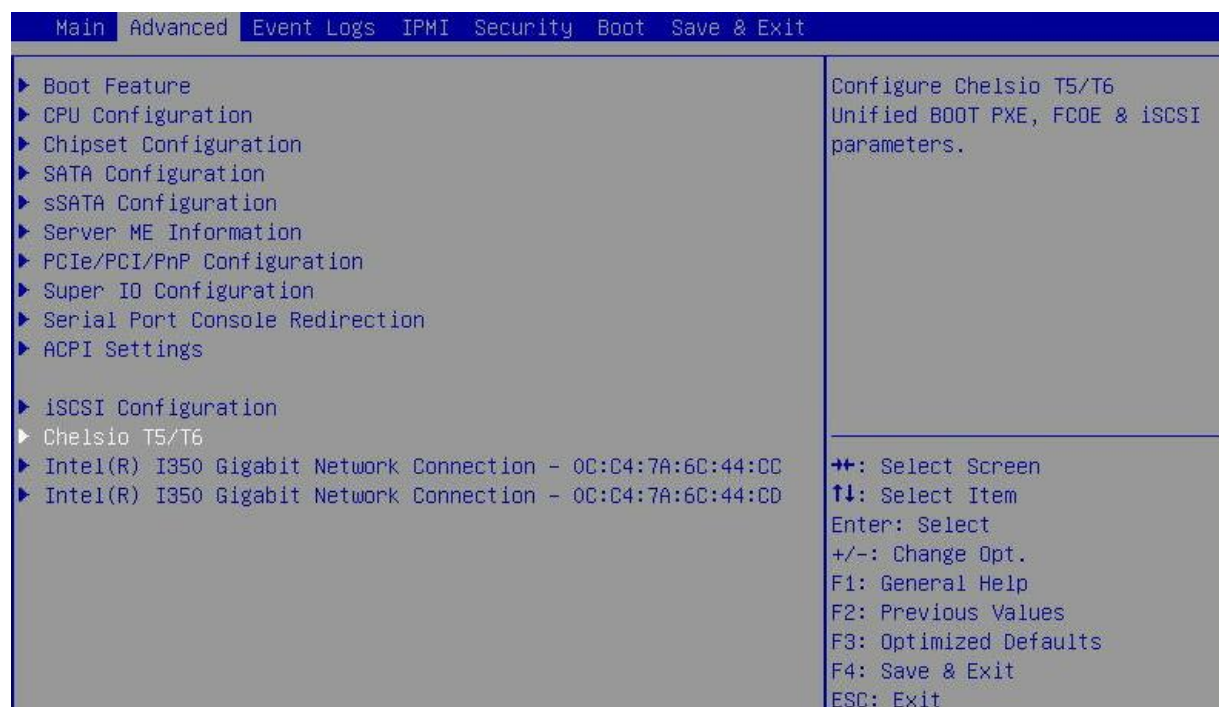 Main Advanced Event Logs IPMI Security Boot Save & Exit
Boot Feature
CPU Configuration
Chipset Configuration
SATA Configuration
sSATA Configuration
Server ME Information
PCIe/PCI/PnP Configuration
Super IO Configuration
Serial Port Console Redirection
ACPI Settings
iSCSI Configuration
Chelsio T5/T6
Intel(R) I350 Gigabit Network Connection - 0C:C4:7A:6C:44:CC
Intel(R) I350 Gigabit Network Connection - 0C:C4:7A:6C:44:CD
Configure Chelsio T5/T6
Unified BOOT PXE, FCOE & iSCSI
parameters.
→←: Select Screen
↑↓: Select Item
Enter: Select
+/-: Change Opt.
F1: General Help
F2: Previous Values
F3: Optimized Defaults
F4: Save & Exit
ESC: Exit